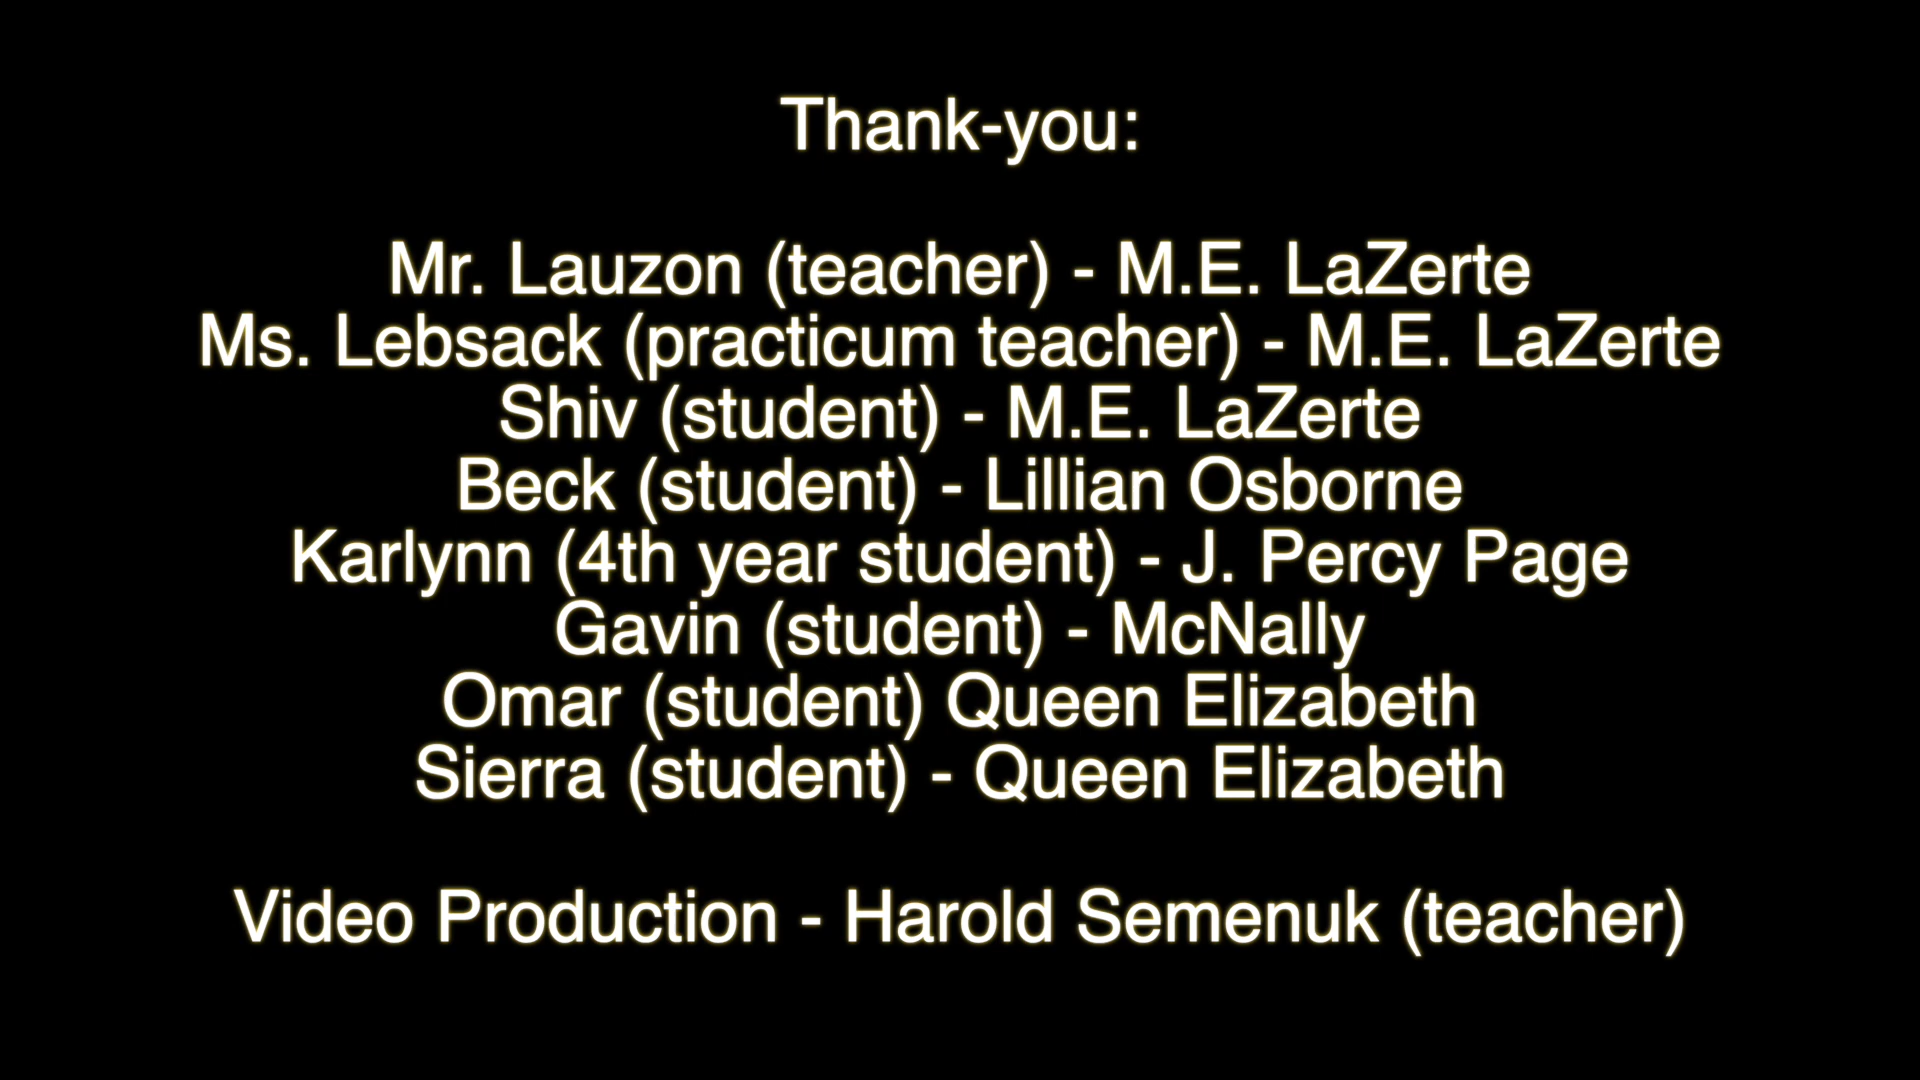 Thank-you:
Mr. Lauzon (teacher) - M.E. LaZerte
Ms. Lebsack (practicum teacher) - M.E. LaZerte
Shiv (student) - M.E. LaZerte
Beck (student) - Lillian Osborne
Karlynn (4th year student) - J. Percy Page
Gavin (student) - McNally
Omar (student) Queen Elizabeth
Sierra (student) - Queen Elizabeth
Video Production - Harold Semenuk (teacher)